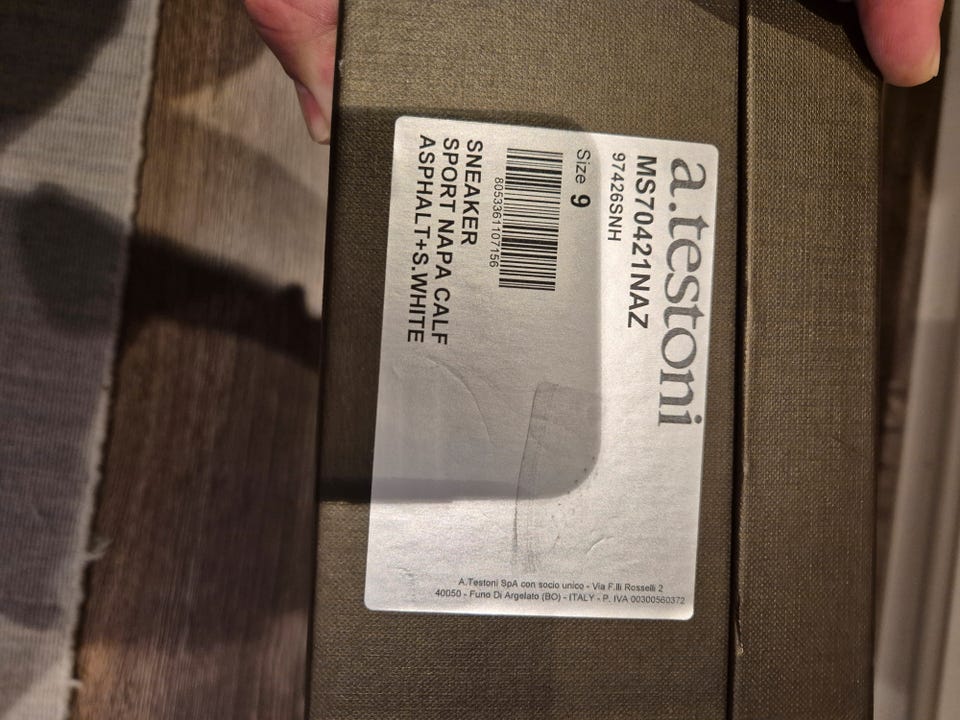 a.testoni
MS70421NAZ
97426SNH
Size 9
8053361107156
SNEAKER
SPORT NAPA CALF
ASPHALT+S.WHITE
A.Testoni SpA con socio unico - Via F.lli Rosselli 2
40050 - Funo Di Argelato (BO) - ITALY - P. IVA 00300560372